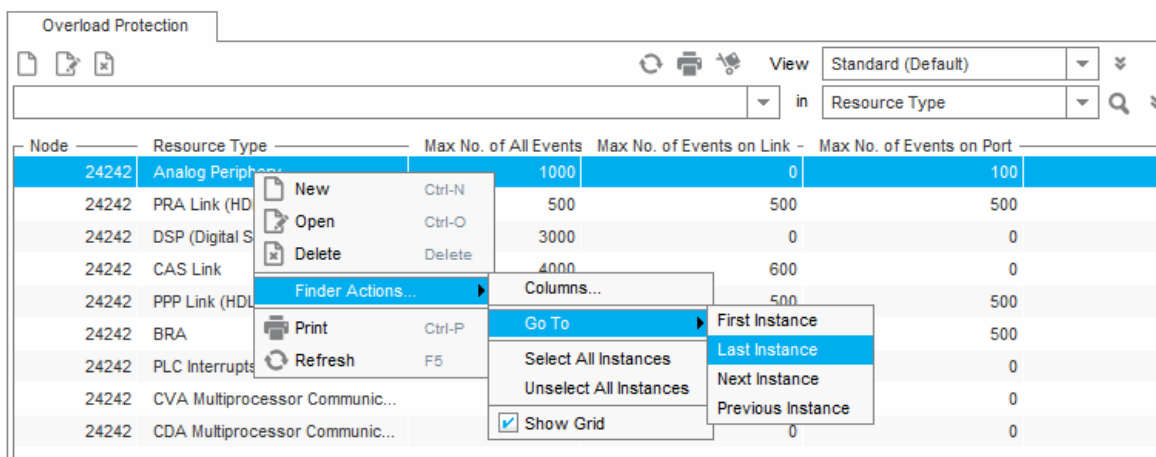 Overload Protection
View Standard (Default)
in Resource Type
Node Resource Type Max No. of All Events Max No. of Events on Link Max No. of Events on Port
24242 Analog Periphery 1000 0 100
24242 PRA Link (HD 500 500 500
24242 DSP (Digital S 3000 0 0
24242 CAS Link 4000 600 0
24242 PPP Link (HDL 500 500
24242 BRA 500
24242 PLC Interrupts 0
24242 CVA Multiprocessor Communic... 0
24242 CDA Multiprocessor Communic... 0 0
New Ctrl-N
Open Ctrl-O
Delete Delete
Finder Actions...
Print Ctrl-P
Refresh F5
Columns...
Go To
Select All Instances
Unselect All Instances
Show Grid
First Instance
Last Instance
Next Instance
Previous Instance